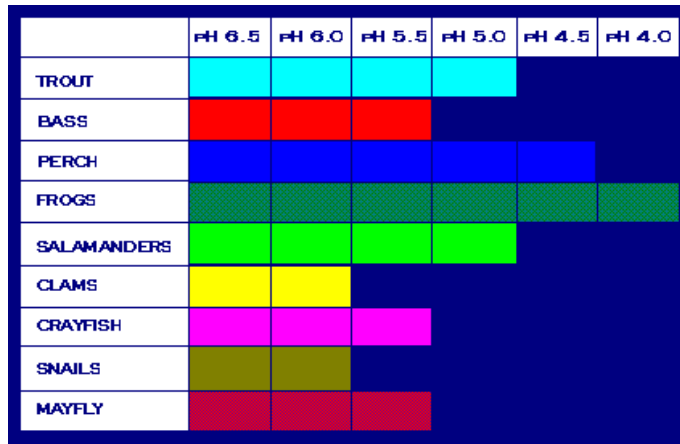 pH 6.5 pH 6.0 pH 5.5 pH 5.0 pH 4.5 pH 4.0
TROUT
BASS
PERCH
FROGS
SALAMANDERS
CLAMS
CRAYFISH
SNAILS
MAYFLY